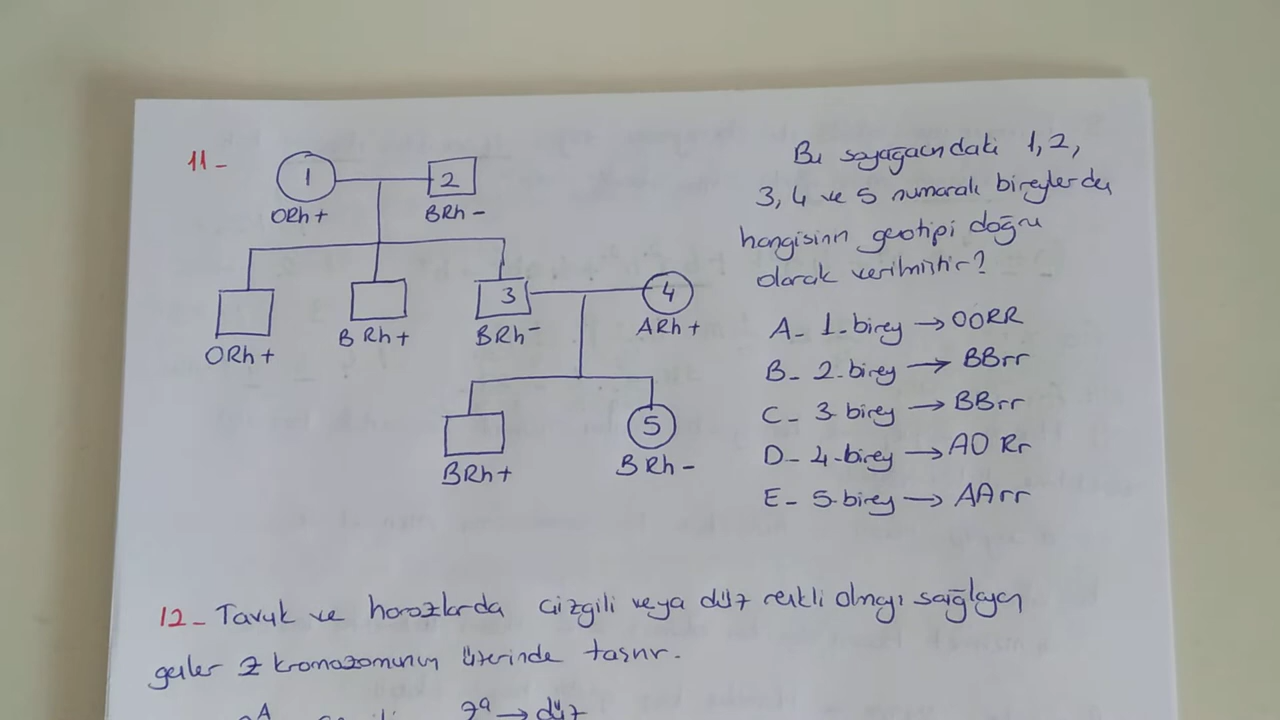 11-
1
2
ORh+
BRh-
3
4
ORh+
BRh+
BRh-
ARh+
5
BRh+
BRh-
Bu soyağacındaki 1, 2,
3, 4 ve 5 numaralı bireylerden
hangisinin genotipi doğru
olarak verilmiştir?
A- 1-birey → OORR
B- 2-birey → BBrr
C- 3-birey → BBrr
D- 4-birey → AO Rr
E- 5-birey → AArr
12- Tavuk ve horozlarda çizgili veya düz renkli olmayı sağlayan
genler Z kromozomunun üzerinde taşınır.